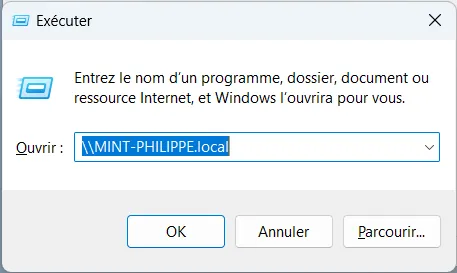 Exécuter
Entrez le nom d’un programme, dossier, document ou
ressource Internet, et Windows l’ouvrira pour vous.
Ouvrir :
\\MINT-PHILIPPE.local
OK
Annuler
Parcourir...